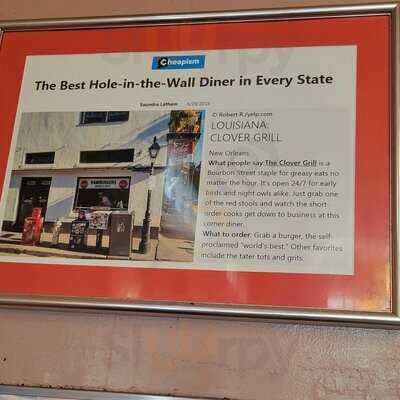 Cheapism
The Best Hole-in-the-Wall Diner in Every State
Saundra Latham
© Robert R./yelp.com
LOUISIANA:
CLOVER GRILL
New Orleans
What people say: The Clover Grill is a
Bourbon Street staple for greasy eats no
matter the hour. It's open 24/7 for early
birds and night owls alike. Just grab one
of the red stools and watch the short
order cooks get down to business at this
corner diner.
What to order: Grab a burger, the self-
proclaimed "world's best." Other favorites
include the tater tots and grits.
HAMBURGERS
slurrpy